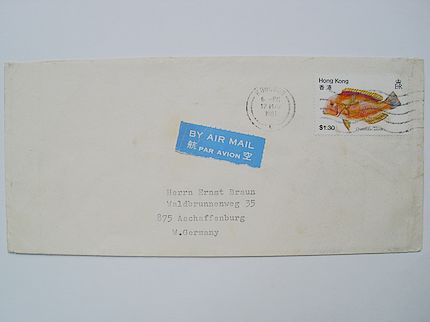 Hong Kong
香港
$1.30
1981
BY AIR MAIL
航 PAR AVION 空
Herrn Ernst Braun
Waldbrunnenweg 35
875 Aschaffenburg
W.Germany